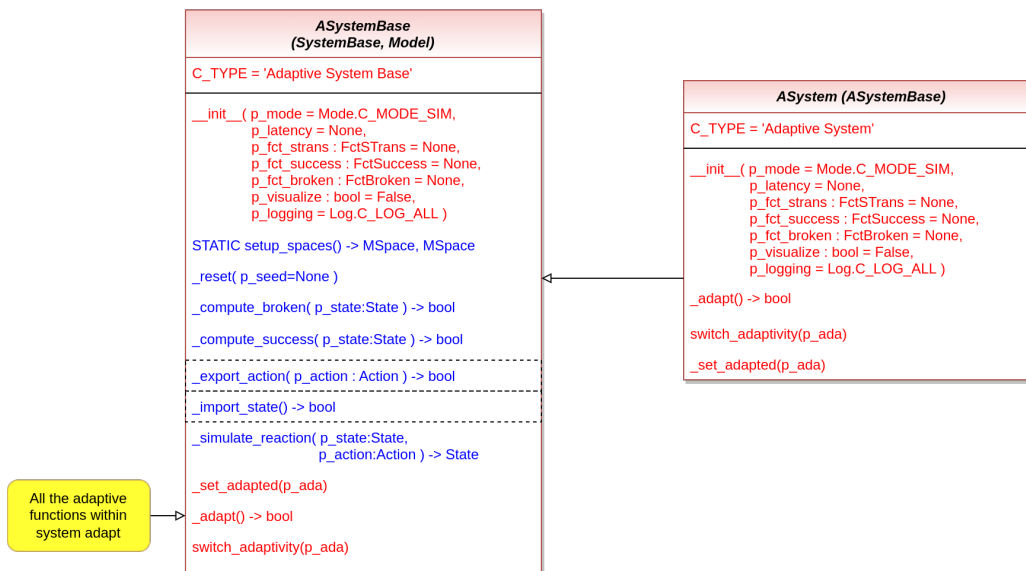 ASystemBase
(SystemBase, Model)
C_TYPE = 'Adaptive System Base'
__init__( p_mode = Mode.C_MODE_SIM,
p_latency = None,
p_fct_strans : FctSTrans = None,
p_fct_success : FctSuccess = None,
p_fct_broken : FctBroken = None,
p_visualize : bool = False,
p_logging = Log.C_LOG_ALL )
STATIC setup_spaces() -> MSpace, MSpace
_reset( p_seed=None )
_compute_broken( p_state:State ) -> bool
_compute_success( p_state:State ) -> bool
_export_action( p_action : Action ) -> bool
_import_state() -> bool
_simulate_reaction( p_state:State,
p_action:Action ) -> State
_set_adapted(p_ada)
_adapt() -> bool
switch_adaptivity(p_ada)
All the adaptive
functions within
system adapt
ASystem (ASystemBase)
C_TYPE = 'Adaptive System'
__init__( p_mode = Mode.C_MODE_SIM,
p_latency = None,
p_fct_strans : FctSTrans = None,
p_fct_success : FctSuccess = None,
p_fct_broken : FctBroken = None,
p_visualize : bool = False,
p_logging = Log.C_LOG_ALL )
_adapt() -> bool
switch_adaptivity(p_ada)
_set_adapted(p_ada)